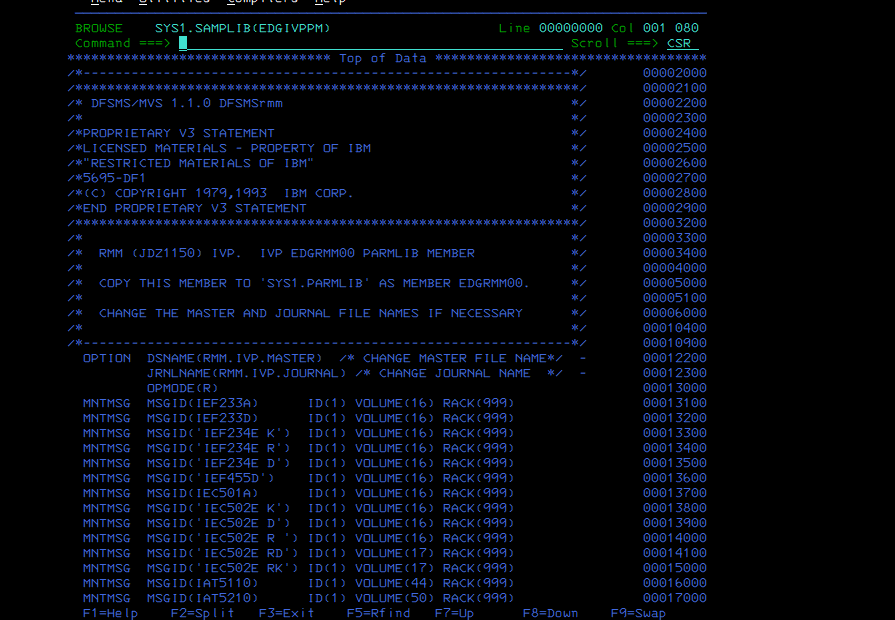 Menu  Utilities  Compilers  Help
BROWSE    SYS1.SAMPLIB(EDGIVPPM)                     Line 00000000 Col 001 080
Command ===>                                                  Scroll ===> CSR
********************************* Top of Data **********************************
/*-------------------------------------------------------------*/       00002000
/***************************************************************/       00002100
/* DFSMS/MVS 1.1.0 DFSMSrmm                                    */       00002200
/*                                                             */       00002300
/*PROPRIETARY V3 STATEMENT                                     */       00002400
/*LICENSED MATERIALS - PROPERTY OF IBM                         */       00002500
/*"RESTRICTED MATERIALS OF IBM"                                */       00002600
/*5695-DF1                                                     */       00002700
/*(C) COPYRIGHT 1979,1993  IBM CORP.                           */       00002800
/*END PROPRIETARY V3 STATEMENT                                 */       00002900
/***************************************************************/       00003200
/*                                                             */       00003300
/*  RMM (JDZ1150) IVP.  IVP EDGRMM00 PARMLIB MEMBER            */       00003400
/*                                                             */       00004000
/*  COPY THIS MEMBER TO 'SYS1.PARMLIB' AS MEMBER EDGRMM00.     */       00005000
/*                                                             */       00005100
/*  CHANGE THE MASTER AND JOURNAL FILE NAMES IF NECESSARY      */       00006000
/*                                                             */       00010400
/*-------------------------------------------------------------*/       00010900
  OPTION  DSNAME(RMM.IVP.MASTER)  /* CHANGE MASTER FILE NAME*/  -       00012200
          JRNLNAME(RMM.IVP.JOURNAL) /* CHANGE JOURNAL NAME  */  -       00012300
          OPMODE(R)                                                     00013000
  MNTMSG  MSGID(IEF233A)      ID(1) VOLUME(16) RACK(999)                00013100
  MNTMSG  MSGID(IEF233D)      ID(1) VOLUME(16) RACK(999)                00013200
  MNTMSG  MSGID('IEF234E K')  ID(1) VOLUME(16) RACK(999)                00013300
  MNTMSG  MSGID('IEF234E R')  ID(1) VOLUME(16) RACK(999)                00013400
  MNTMSG  MSGID('IEF234E D')  ID(1) VOLUME(16) RACK(999)                00013500
  MNTMSG  MSGID('IEF455D')    ID(1) VOLUME(16) RACK(999)                00013600
  MNTMSG  MSGID(IEC501A)      ID(1) VOLUME(16) RACK(999)                00013700
  MNTMSG  MSGID('IEC502E K')  ID(1) VOLUME(16) RACK(999)                00013800
  MNTMSG  MSGID('IEC502E D')  ID(1) VOLUME(16) RACK(999)                00013900
  MNTMSG  MSGID('IEC502E R ') ID(1) VOLUME(16) RACK(999)                00014000
  MNTMSG  MSGID('IEC502E RD') ID(1) VOLUME(17) RACK(999)                00014100
  MNTMSG  MSGID('IEC502E RK') ID(1) VOLUME(17) RACK(999)                00015000
  MNTMSG  MSGID(IAT5110)      ID(1) VOLUME(44) RACK(999)                00016000
  MNTMSG  MSGID(IAT5210)      ID(1) VOLUME(50) RACK(999)                00017000
F1=Help    F2=Split   F3=Exit    F5=Rfind   F7=Up      F8=Down    F9=Swap